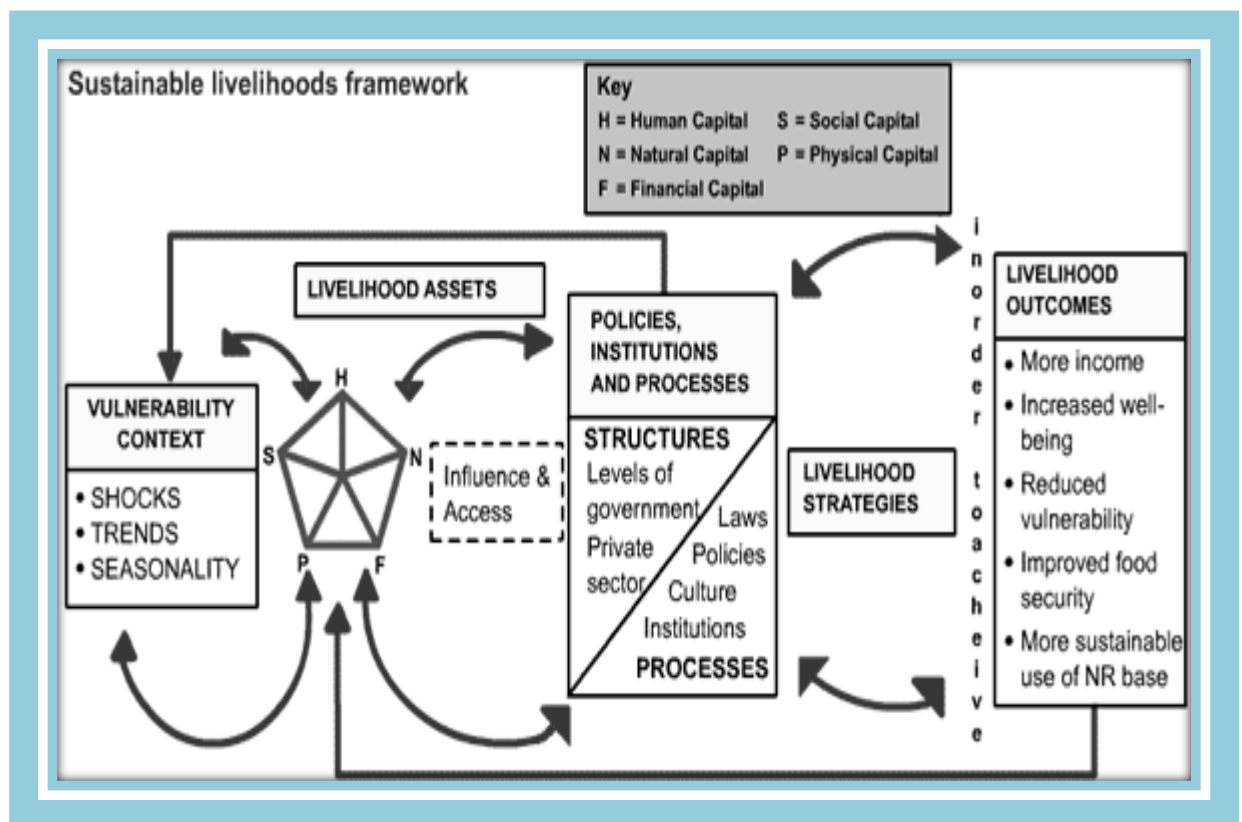 Sustainable livelihoods framework
Key
H = Human Capital S = Social Capital
N = Natural Capital P = Physical Capital
F = Financial Capital
LIVELIHOOD ASSETS
H
S
N
P
F
VULNERABILITY
CONTEXT
• SHOCKS
• TRENDS
• SEASONALITY
Influence &
Access
POLICIES,
INSTITUTIONS
AND PROCESSES
STRUCTURES
Levels of
government
Private
sector
Laws
Policies
Culture
Institutions
PROCESSES
LIVELIHOOD
STRATEGIES
inorder toacheive
LIVELIHOOD
OUTCOMES
• More income
• Increased well-
being
• Reduced
vulnerability
• Improved food
security
• More sustainable
use of NR base